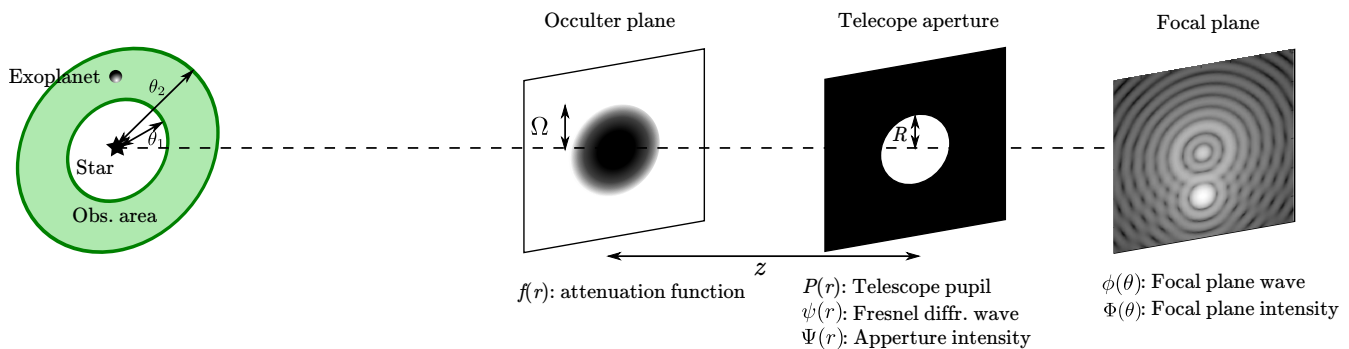 Occulter plane
Telecope aperture
Focal plane
Exoplanet
θ₂
θ₁
Star
Obs. area
Ω
R
z
f(r): attenuation function
P(r): Telescope pupil
ψ(r): Fresnel diffr. wave
Ψ(r): Apperture intensity
ϕ(θ): Focal plane wave
Φ(θ): Focal plane intensity